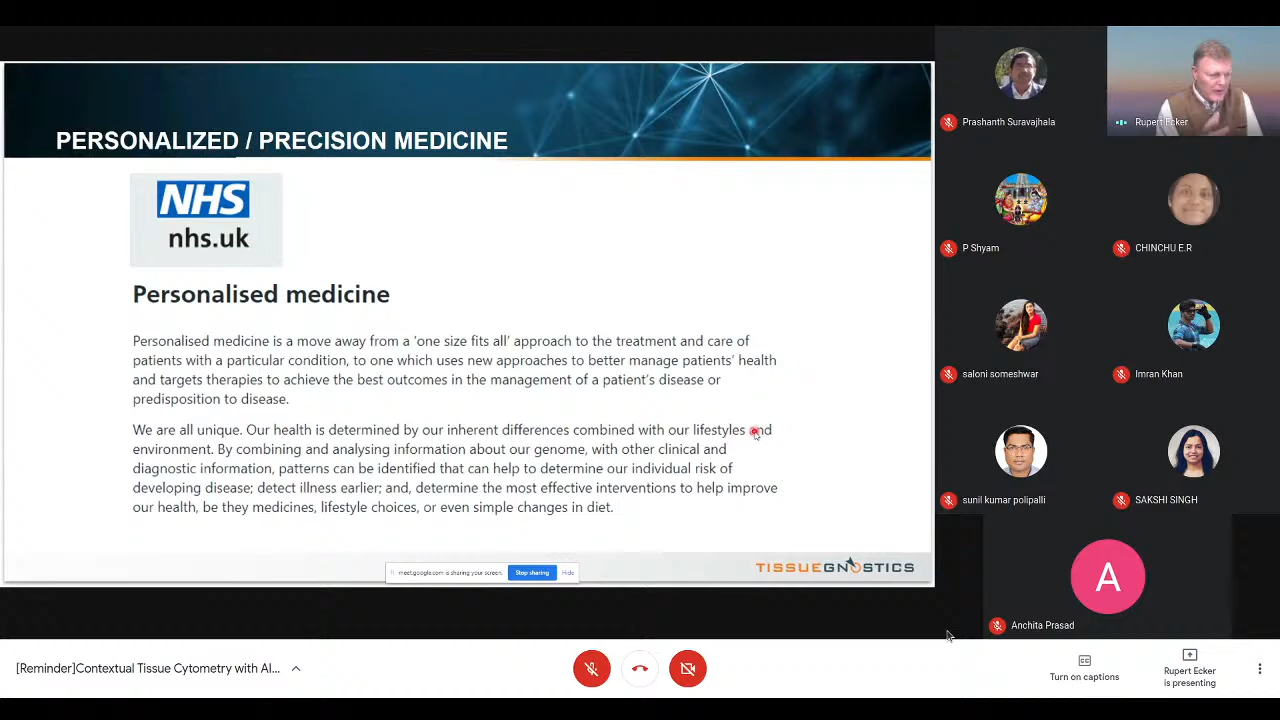 PERSONALIZED / PRECISION MEDICINE
NHS
nhs.uk
Personalised medicine
Personalised medicine is a move away from a 'one size fits all' approach to the treatment and care of
patients with a particular condition, to one which uses new approaches to better manage patients' health
and targets therapies to achieve the best outcomes in the management of a patient's disease or
predisposition to disease.
We are all unique. Our health is determined by our inherent differences combined with our lifestyles and
environment. By combining and analysing information about our genome, with other clinical and
diagnostic information, patterns can be identified that can help to determine our individual risk of
developing disease; detect illness earlier; and, determine the most effective interventions to help improve
our health, be they medicines, lifestyle choices, or even simple changes in diet.
meet.google.com is sharing your screen.
Stop sharing
Hide
TISSUEGNOSTICS
Prashanth Suravajhala
Rupert Ecker
P Shyam
CHINCHU E.R
saloni someshwar
Imran Khan
sunil kumar polipalli
SAKSHI SINGH
A
Anchita Prasad
[Reminder]Contextual Tissue Cytometry with AI...
Turn on captions
Rupert Ecker
is presenting